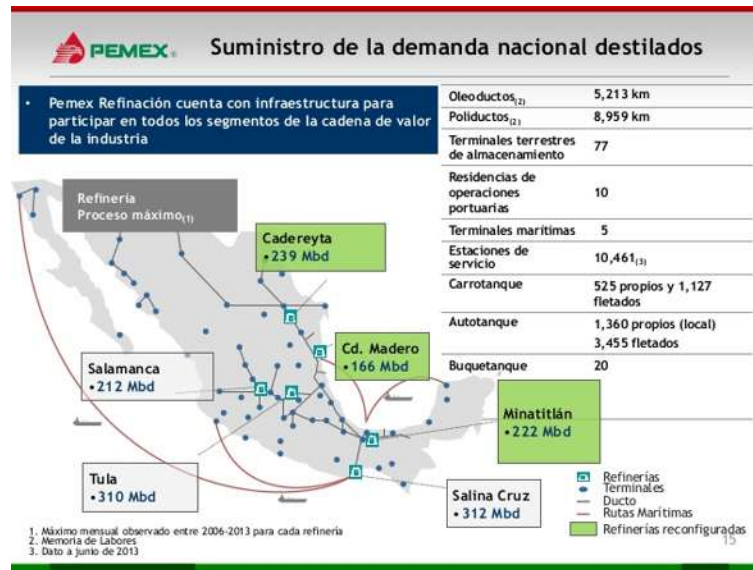 PEMEX®
Suministro de la demanda nacional destilados
• Pemex Refinación cuenta con infraestructura para
participar en todos los segmentos de la cadena de valor
de la industria
Oleoductos(2) 5,213 km
Poliductos(2) 8,959 km
Terminales terrestres
de almacenamiento 77
Residencias de
operaciones
portuarias 10
Terminales marítimas 5
Estaciones de
servicio 10,461(3)
Carrotanque 525 propios y 1,127
fletados
Autotanque 1,360 propios (local)
3,455 fletados
Buquetanque 20
Refinería
Proceso máximo(1)
Cadereyta
• 239 Mbd
Cd. Madero
• 166 Mbd
Salamanca
• 212 Mbd
Minatitlán
• 222 Mbd
Tula
• 310 Mbd
Salina Cruz
• 312 Mbd
Refinerías
Terminales
Ducto
Rutas Marítimas
Refinerías reconfiguradas
1. Máximo mensual observado entre 2006-2013 para cada refinería
2. Memoria de Labores
3. Dato a junio de 2013
15